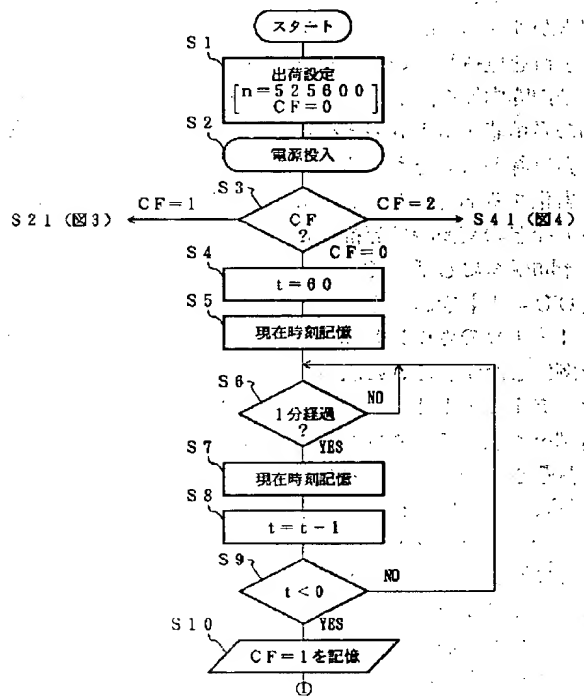 スタート
S1
出荷設定
n=525600
CF=0
S2
電源投入
S3
CF=1
CF
?
CF=2
S21(図3)
S41(図4)
CF=0
S4
t=60
S5
現在時刻記憶
S6
1分経過
?
NO
YES
S7
現在時刻記憶
S8
t=t-1
S9
t<0
NO
YES
S10
CF=1を記憶
①